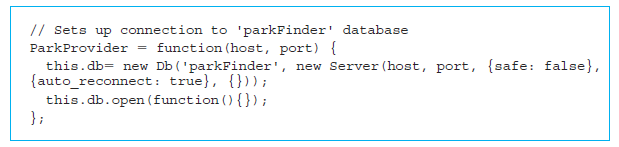 // Sets up connection to 'parkFinder' database
ParkProvider = function(host, port) {
  this.db= new Db('parkFinder', new Server(host, port, {safe: false},
{auto_reconnect: true}, {}));
  this.db.open(function(){});
};